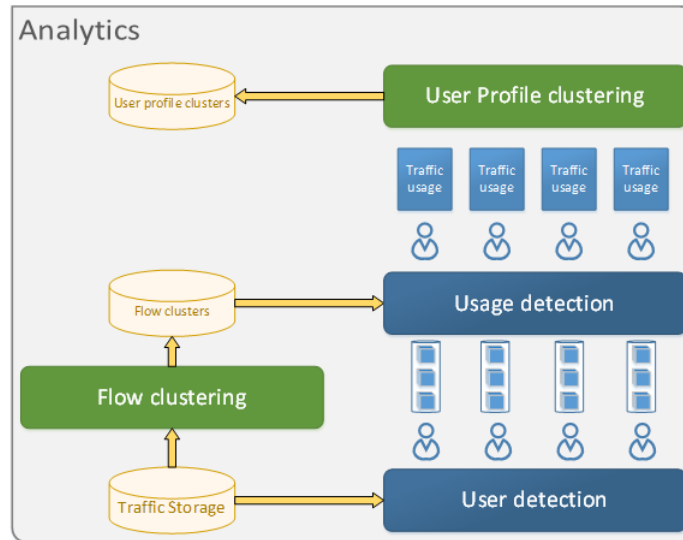 Analytics
User profile clusters
User Profile clustering
Traffic
usage
Traffic
usage
Traffic
usage
Traffic
usage
Flow clusters
Usage detection
Flow clustering
Traffic Storage
User detection